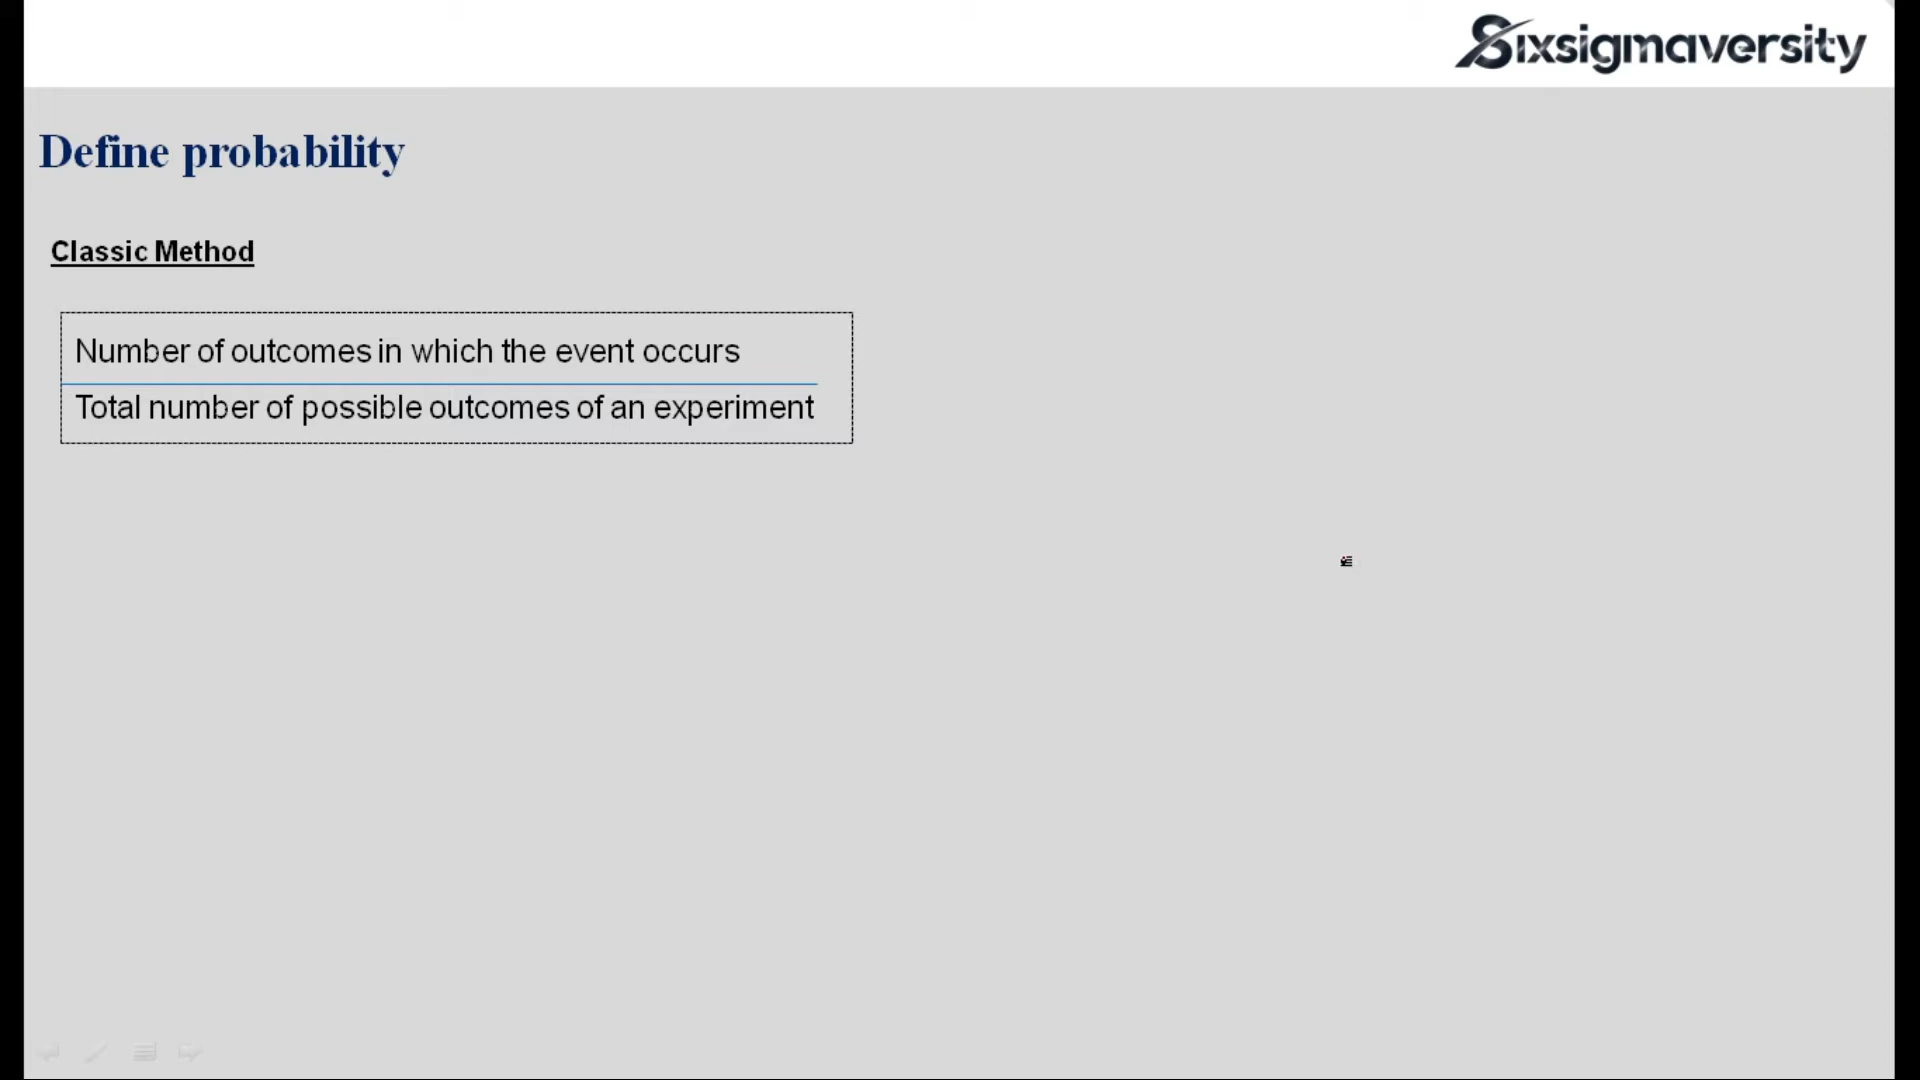 Sixsigmaversity
Define probability
Classic Method
Number of outcomes in which the event occurs
Total number of possible outcomes of an experiment